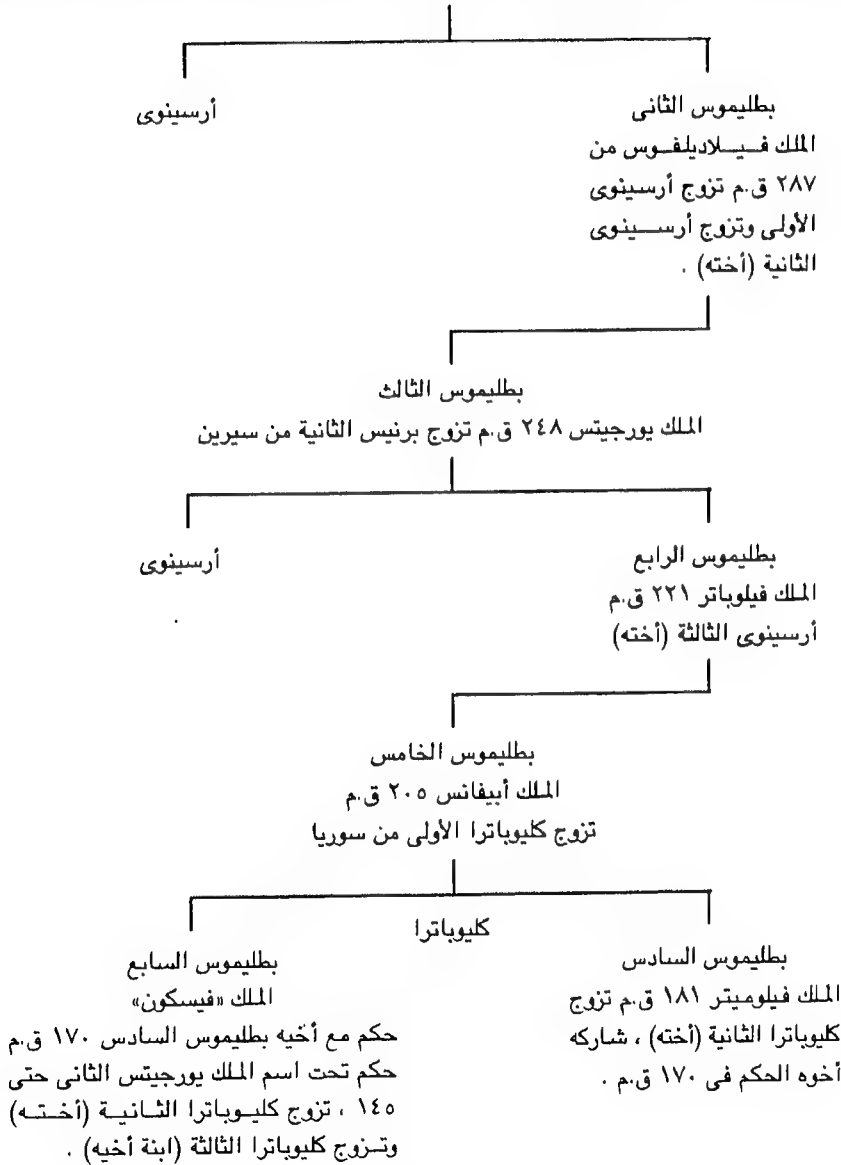 بطليموس الثانى
الملك فيلاديلفوس من
٢٨٧ ق.م تزوج أرسينوى
الأولى وتزوج أرسينوى
الثانية (أخته) .
أرسينوى
بطليموس الثالث
الملك يورجيتس ٢٤٨ ق.م تزوج برنيس الثانية من سيرين
بطليموس الرابع
الملك فيلوباتر ٢٢١ ق.م
أرسينوى الثالثة (أخته)
أرسينوى
بطليموس الخامس
الملك أبيفانس ٢٠٥ ق.م
تزوج كليوباترا الأولى من سوريا
بطليموس السادس
الملك فيلوميتر ١٨١ ق.م تزوج
كليوباترا الثانية (أخته) ، شاركه
أخوه الحكم فى ١٧٠ ق.م .
كليوباترا
بطليموس السابع
الملك «فيسكون»
حكم مع أخيه بطليموس السادس ١٧٠ ق.م
حكم تحت اسم الملك يورجيتس الثانى حتى
١٤٥ ، تزوج كليوباترا الثانية (أخته)
وتزوج كليوباترا الثالثة (ابنة أخيه) .